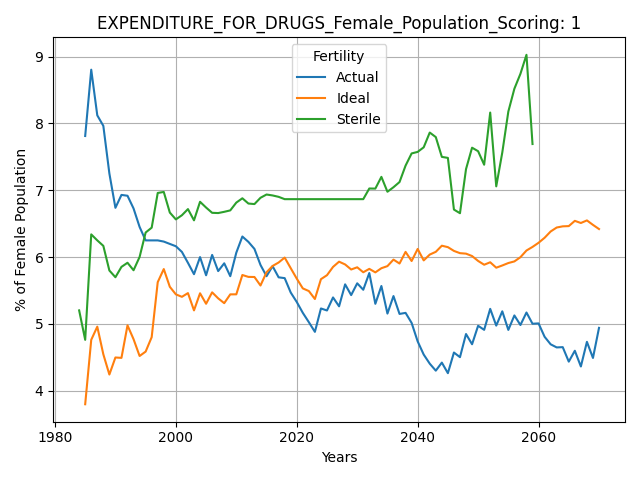 EXPENDITURE_FOR_DRUGS_Female_Population_Scoring: 1
Fertility
Actual
Ideal
Sterile
% of Female Population
9
8
7
6
5
4
1980
2000
2020
2040
2060
Years